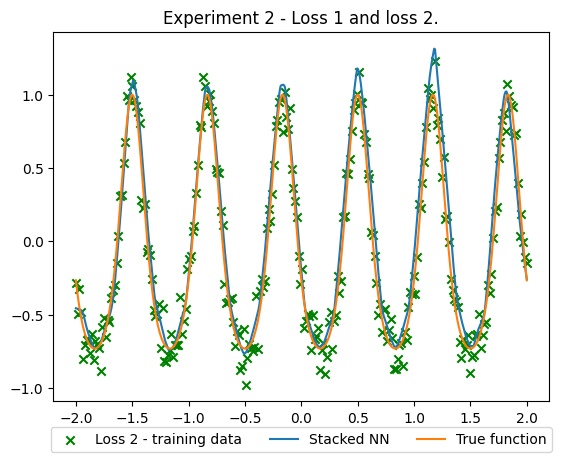 Experiment 2 - Loss 1 and loss 2.
1.0
0.5
0.0
−0.5
−1.0
−2.0 −1.5 −1.0 −0.5 0.0 0.5 1.0 1.5 2.0
Loss 2 - training data Stacked NN True function